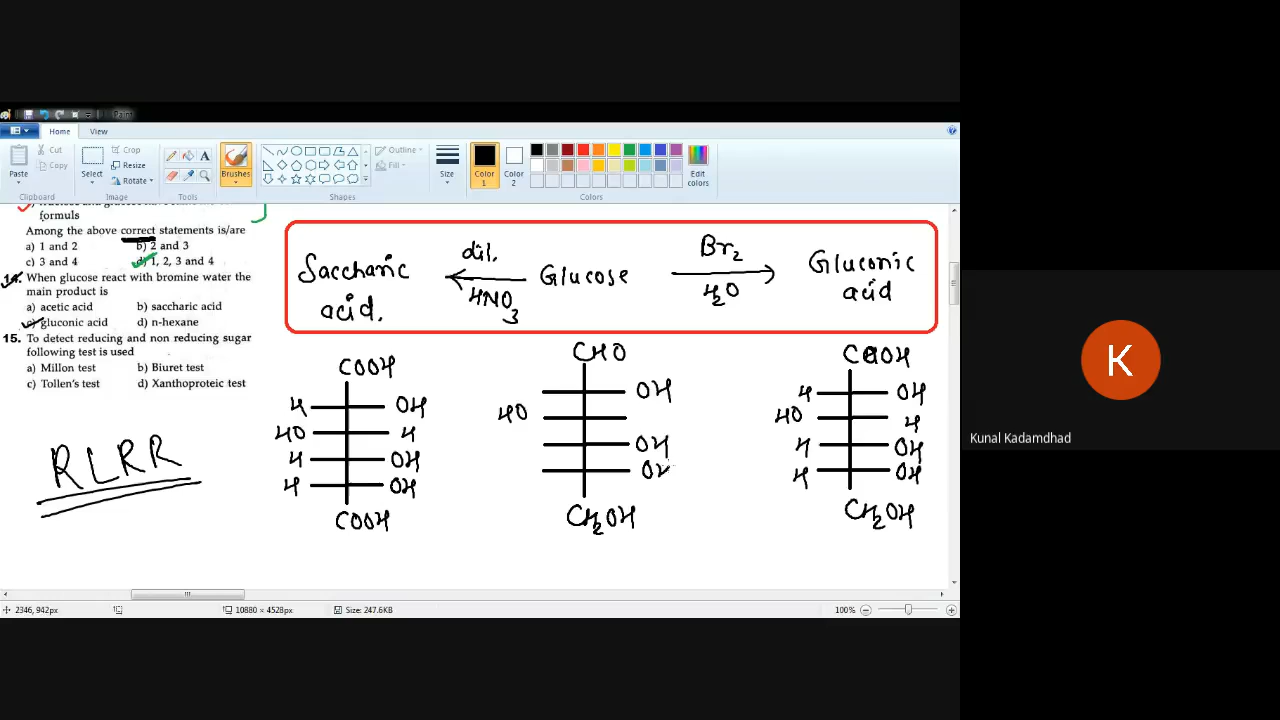 Paint
Home View
Cut
Copy
Paste
Clipboard
Crop
Resize
Rotate
Select
Image
Tools
Brushes
Outline
Fill
Shapes
Size
Color 1
Color 2
Edit colors
Colors
formuls
Among the above correct statements is/are
a) 1 and 2 b) 2 and 3
c) 3 and 4 d) 1, 2, 3 and 4
14. When glucose react with bromine water the
main product is
a) acetic acid b) saccharic acid
c) gluconic acid d) n-hexane
15. To detect reducing and non reducing sugar
following test is used
a) Millon test b) Biuret test
c) Tollen's test d) Xanthoproteic test
RLRR
Saccharic acid.
dil.
HNO3
Glucose
Br2
H2O
Gluconic acid
COOH
H OH
HO H
H OH
H OH
COOH
CHO
OH
HO
OH
OH
CH2OH
COOH
H OH
HO H
H OH
H OH
CH2OH
K
Kunal Kadamdhad
2346, 942px
10880 × 4528px
Size: 247.6KB
100%